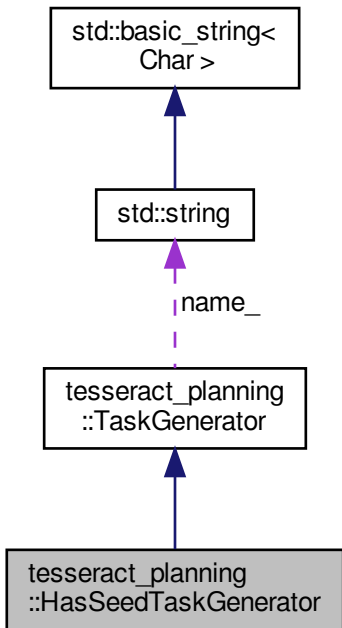 std::basic_string<
Char >
std::string
name_
tesseract_planning
::TaskGenerator
tesseract_planning
::HasSeedTaskGenerator